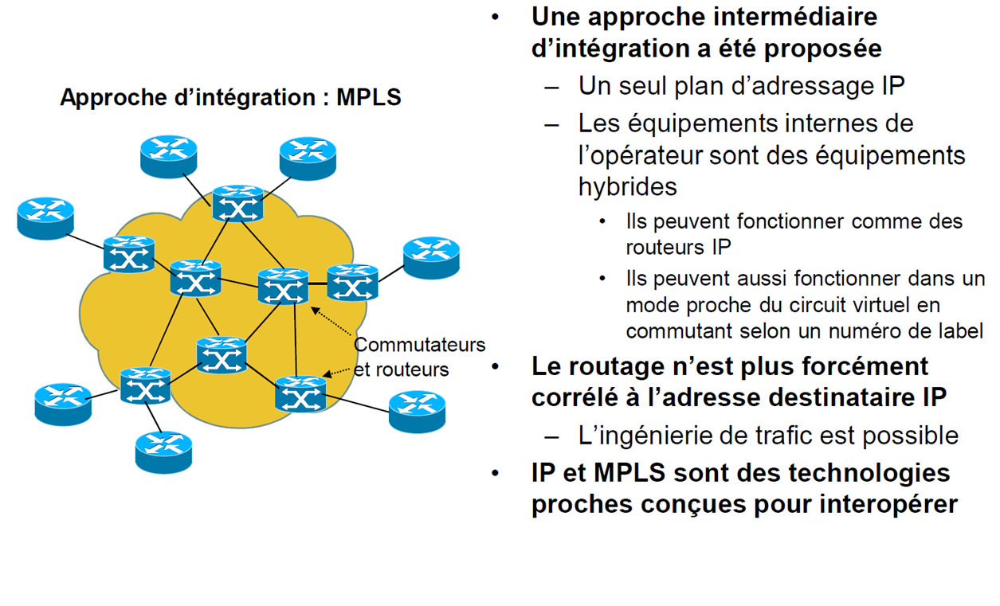 Approche d’intégration : MPLS
Commutateurs
et routeurs
• Une approche intermédiaire
d’intégration a été proposée
– Un seul plan d’adressage IP
– Les équipements internes de
l’opérateur sont des équipements
hybrides
• Ils peuvent fonctionner comme des
routeurs IP
• Ils peuvent aussi fonctionner dans un
mode proche du circuit virtuel en
commutant selon un numéro de label
• Le routage n’est plus forcément
corrélé à l’adresse destinataire IP
– L’ingénierie de trafic est possible
• IP et MPLS sont des technologies
proches conçues pour interopérer